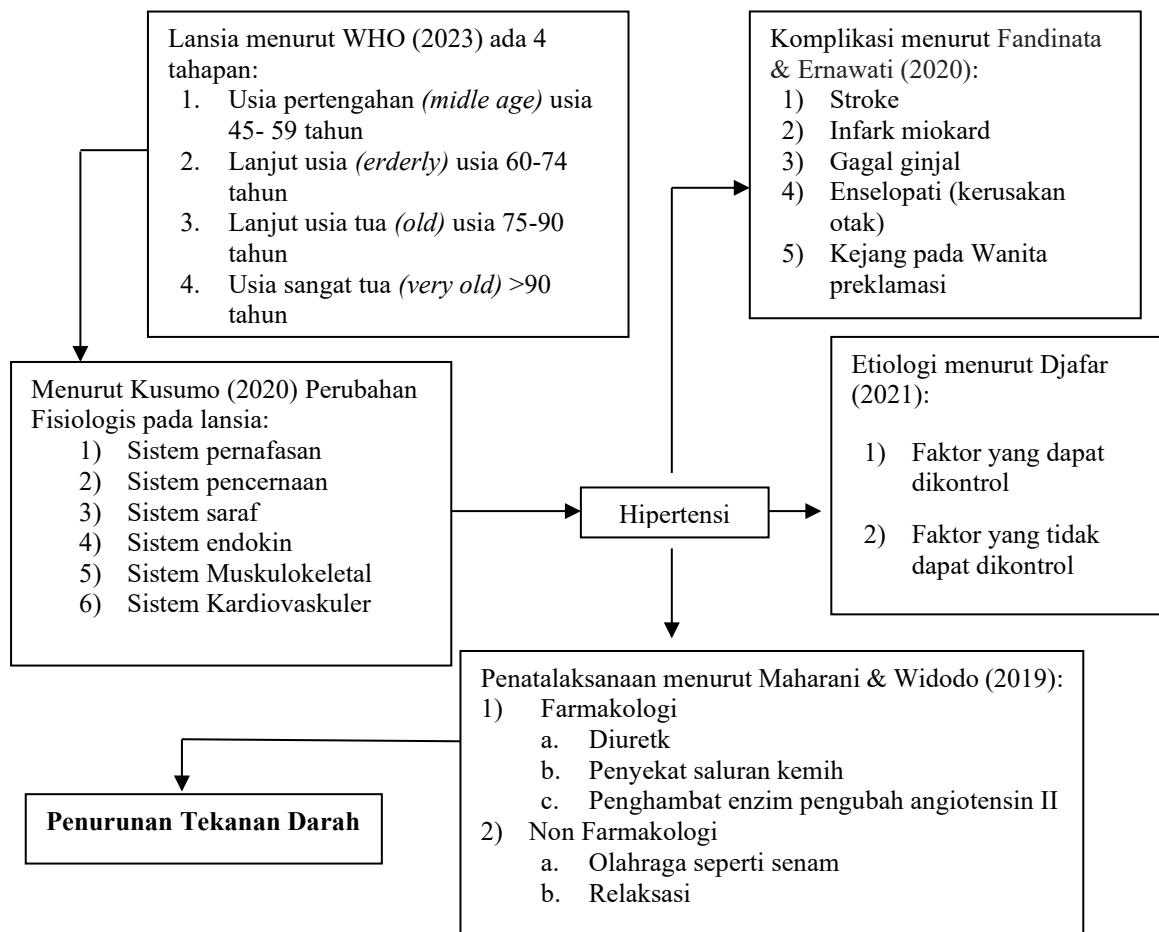 Lansia menurut WHO (2023) ada 4
tahapan:
1. Usia pertengahan (midle age) usia
45- 59 tahun
2. Lanjut usia (erderly) usia 60-74
tahun
3. Lanjut usia tua (old) usia 75-90
tahun
4. Usia sangat tua (very old) >90
tahun
Komplikasi menurut Fandinata
& Ernawati (2020):
1) Stroke
2) Infark miokard
3) Gagal ginjal
4) Enselopati (kerusakan
otak)
5) Kejang pada Wanita
preklamasi
Menurut Kusumo (2020) Perubahan
Fisiologis pada lansia:
1) Sistem pernafasan
2) Sistem pencernaan
3) Sistem saraf
4) Sistem endokin
5) Sistem Muskulokeletal
6) Sistem Kardiovaskuler
Hipertensi
Etiologi menurut Djafar
(2021):
1) Faktor yang dapat
dikontrol
2) Faktor yang tidak
dapat dikontrol
Penatalaksanaan menurut Maharani & Widodo (2019):
1) Farmakologi
a. Diuretk
b. Penyekat saluran kemih
c. Penghambat enzim pengubah angiotensin II
2) Non Farmakologi
a. Olahraga seperti senam
b. Relaksasi
Penurunan Tekanan Darah